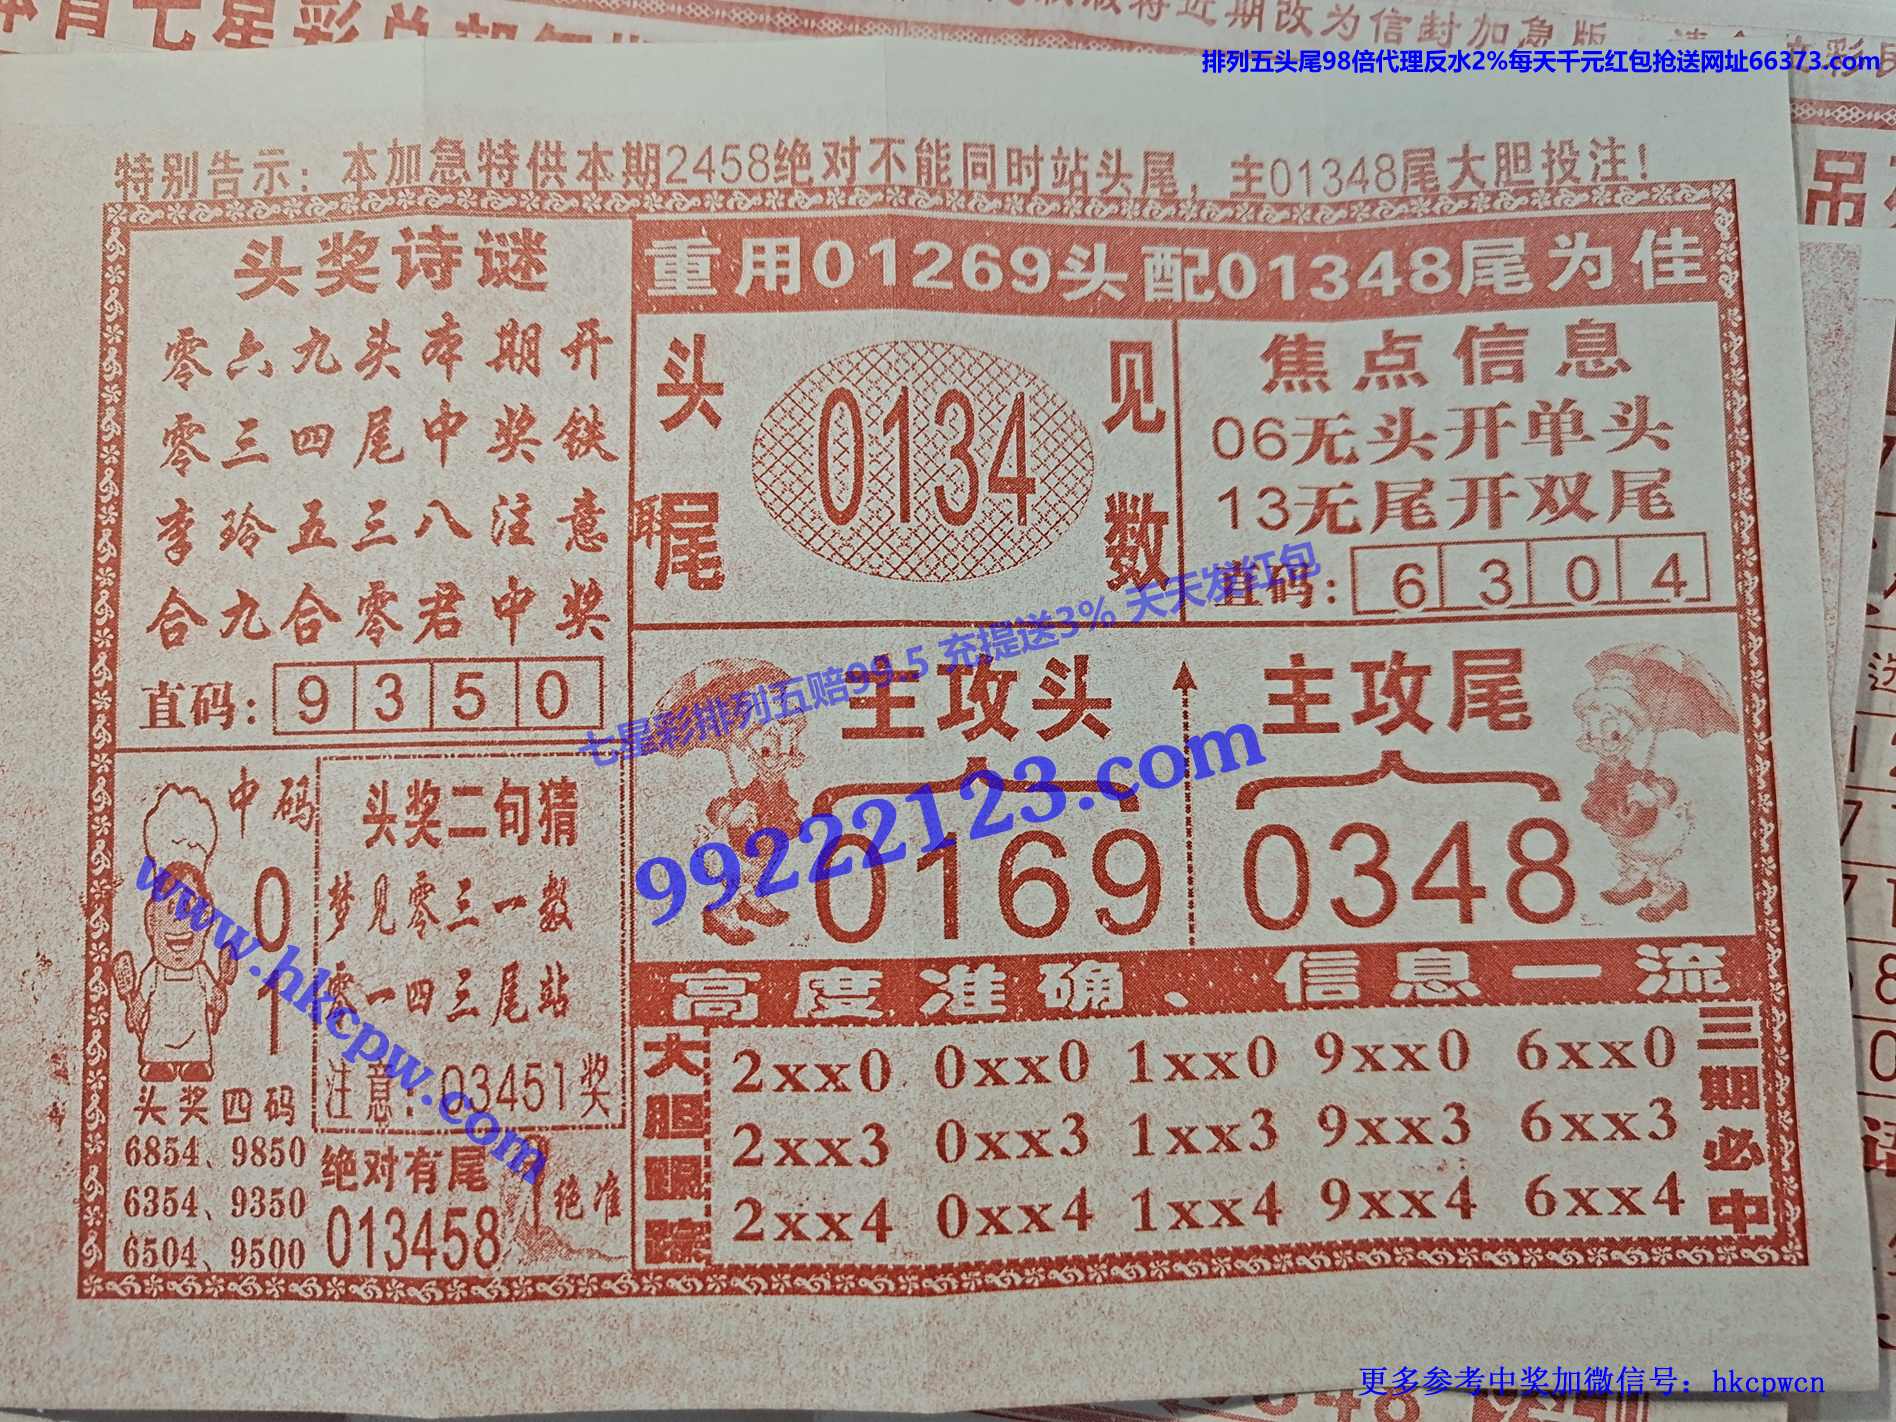 排列五头尾98倍代理反水2%每天千元红包抢送网址66373.com
特别告示：本加急特供本期2458绝对不能同时站头尾，主01348尾大胆投注！
头奖诗谜
零六九头本期开
零三四尾中奖铁
李玲五三八注意
合九合零君中奖
直码：9350
重用01269头配01348尾为佳
头尾
0134
见数
焦点信息
06无头开单头
13无尾开双尾
直码：6304
七星彩排列五赔99.5 充提送3% 天天发红包
99222123.com
主攻头
0169
主攻尾
0348
中码
01
头奖四码
6854、9850
6354、9350
6504、9500
头奖二句猜
梦见零三一数
零一四三尾站
注意：03451奖
www.hkcpw.com
绝对有尾
013458
绝准
高度准确、信息一流
大胆跟踪
2xx0 0xx0 1xx0 9xx0 6xx0
2xx3 0xx3 1xx3 9xx3 6xx3
2xx4 0xx4 1xx4 9xx4 6xx4
三期必中
更多参考中奖加微信号：hkcpwcn